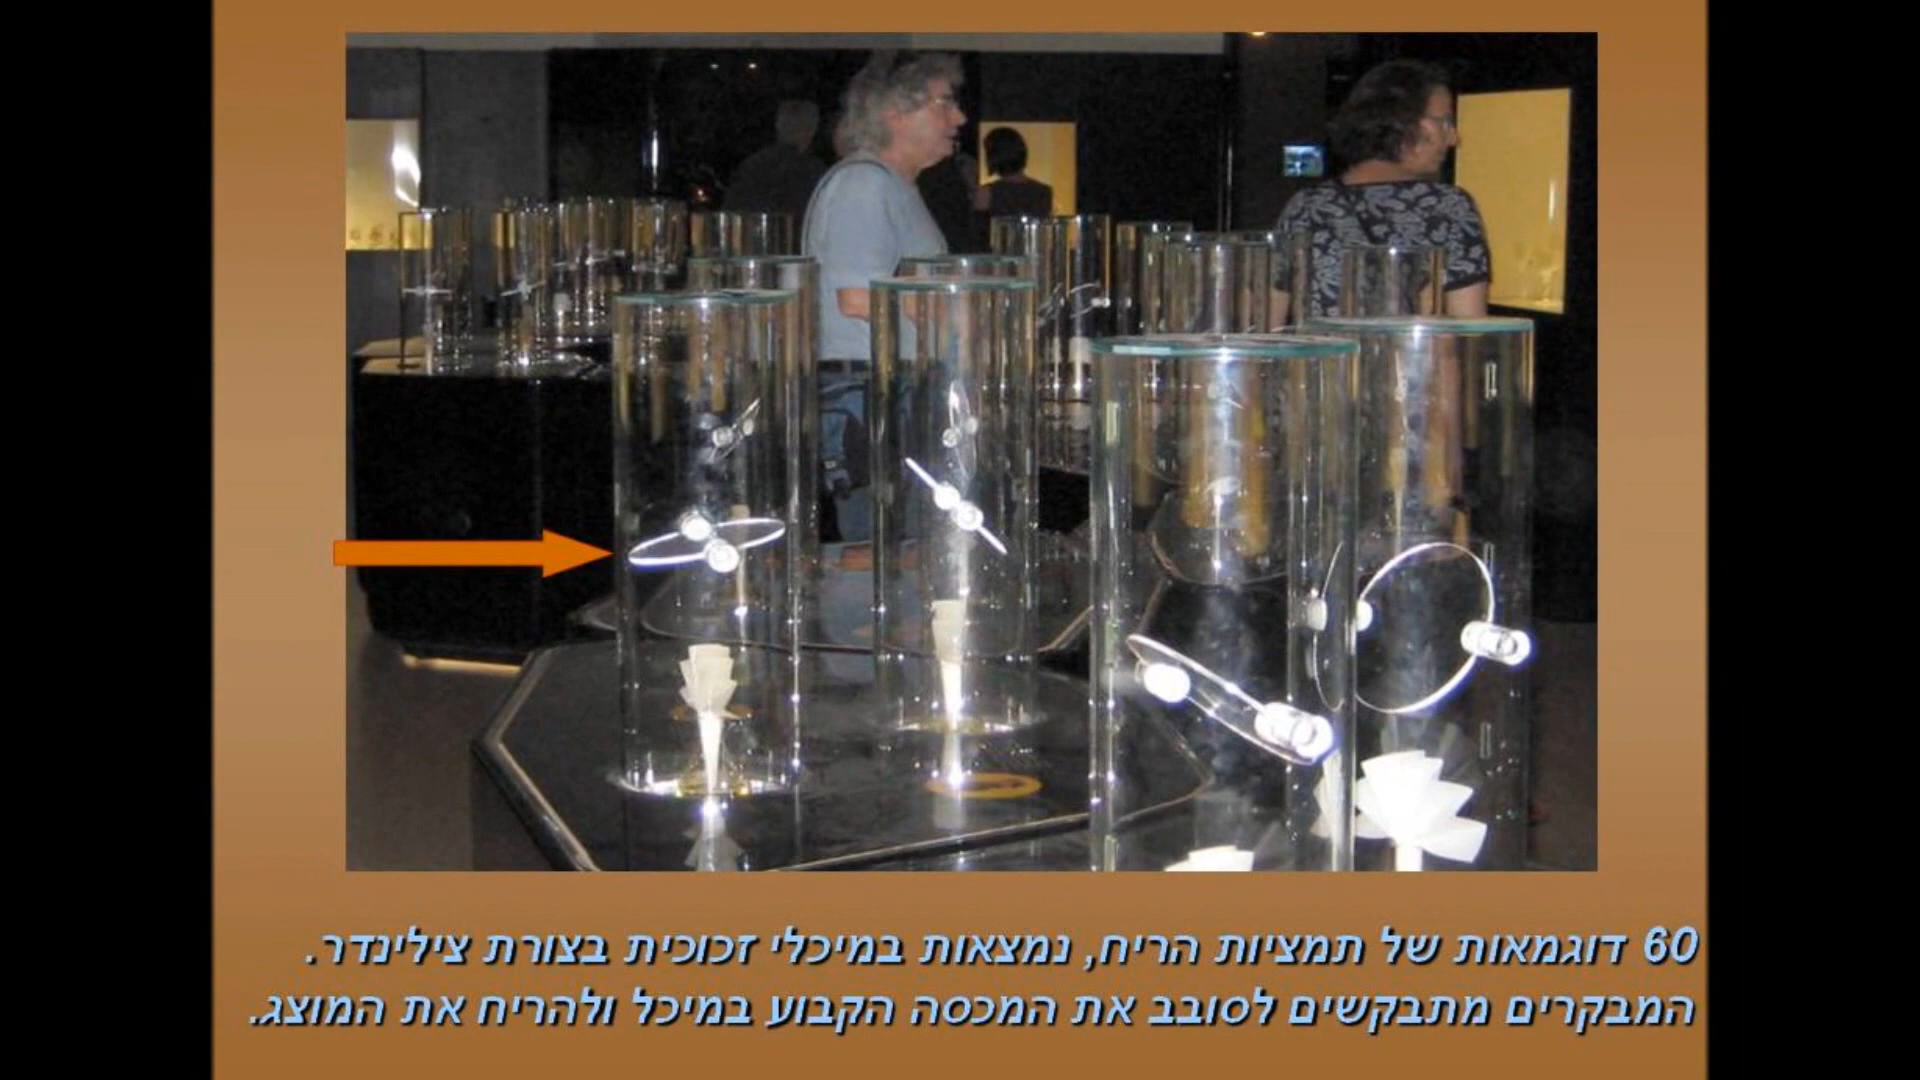 60 דוגמאות של תמציות הריח, נמצאות במיכלי זכוכית בצורת צילינדר.
המבקרים מתבקשים לסובב את המכסה הקבוע במיכל ולהריח את המוצג.